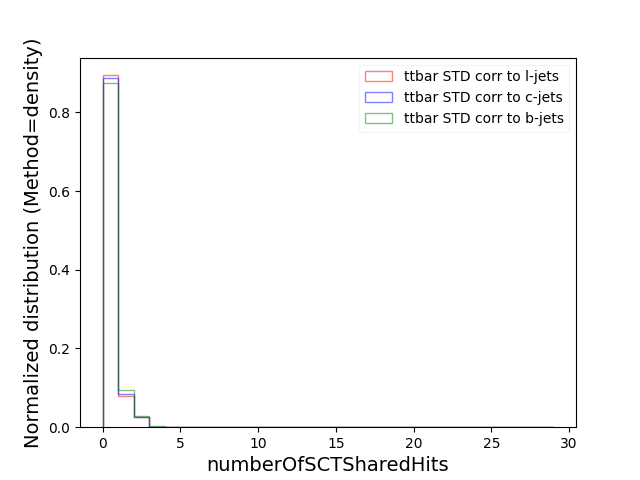 ttbar STD corr to l-jets
ttbar STD corr to c-jets
ttbar STD corr to b-jets
Normalized distribution (Method=density)
0.8
0.6
0.4
0.2
0.0
0 5 10 15 20 25 30
numberOfSCTSharedHits